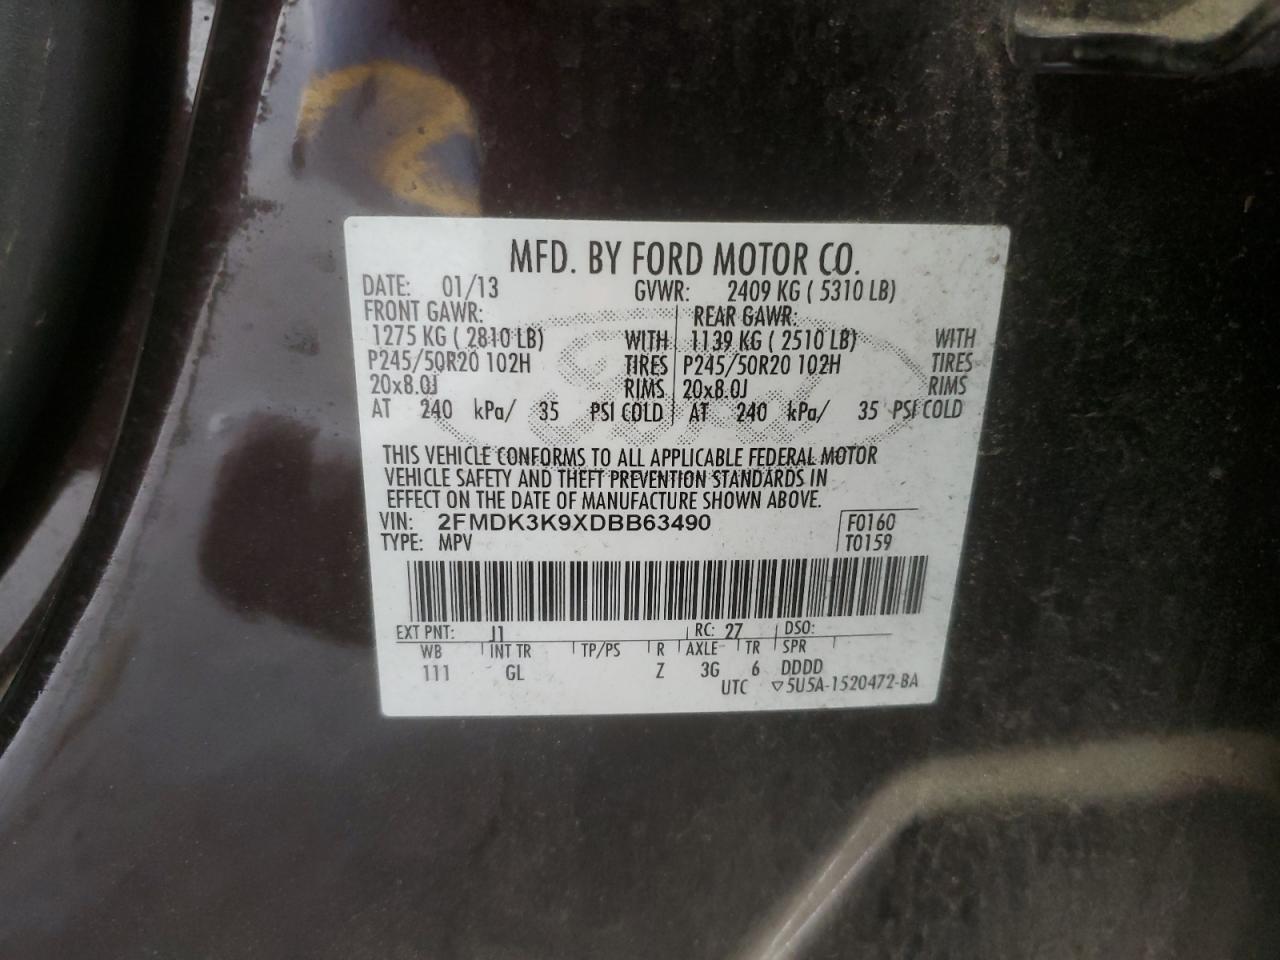 MFD. BY FORD MOTOR CO.
DATE: 01/13 GVWR: 2409 KG ( 5310 LB)
FRONT GAWR: REAR GAWR:
1275 KG ( 2810 LB) WITH 1139 KG ( 2510 LB) WITH
P245/50R20 102H TIRES P245/50R20 102H TIRES
20x8.0J RIMS 20x8.0J RIMS
AT 240 kPa/ 35 PSI COLD AT 240 kPa/ 35 PSI COLD
THIS VEHICLE CONFORMS TO ALL APPLICABLE FEDERAL MOTOR
VEHICLE SAFETY AND THEFT PREVENTION STANDARDS IN
EFFECT ON THE DATE OF MANUFACTURE SHOWN ABOVE.
VIN: 2FMDK3K9XDBB63490 F0160
TYPE: MPV T0159
EXT PNT: J1 RC: 27 DSO:
WB INT TR TP/PS R AXLE TR SPR
111 GL Z 3G 6 DDDD
UTC ▽5U5A-1520472-BA